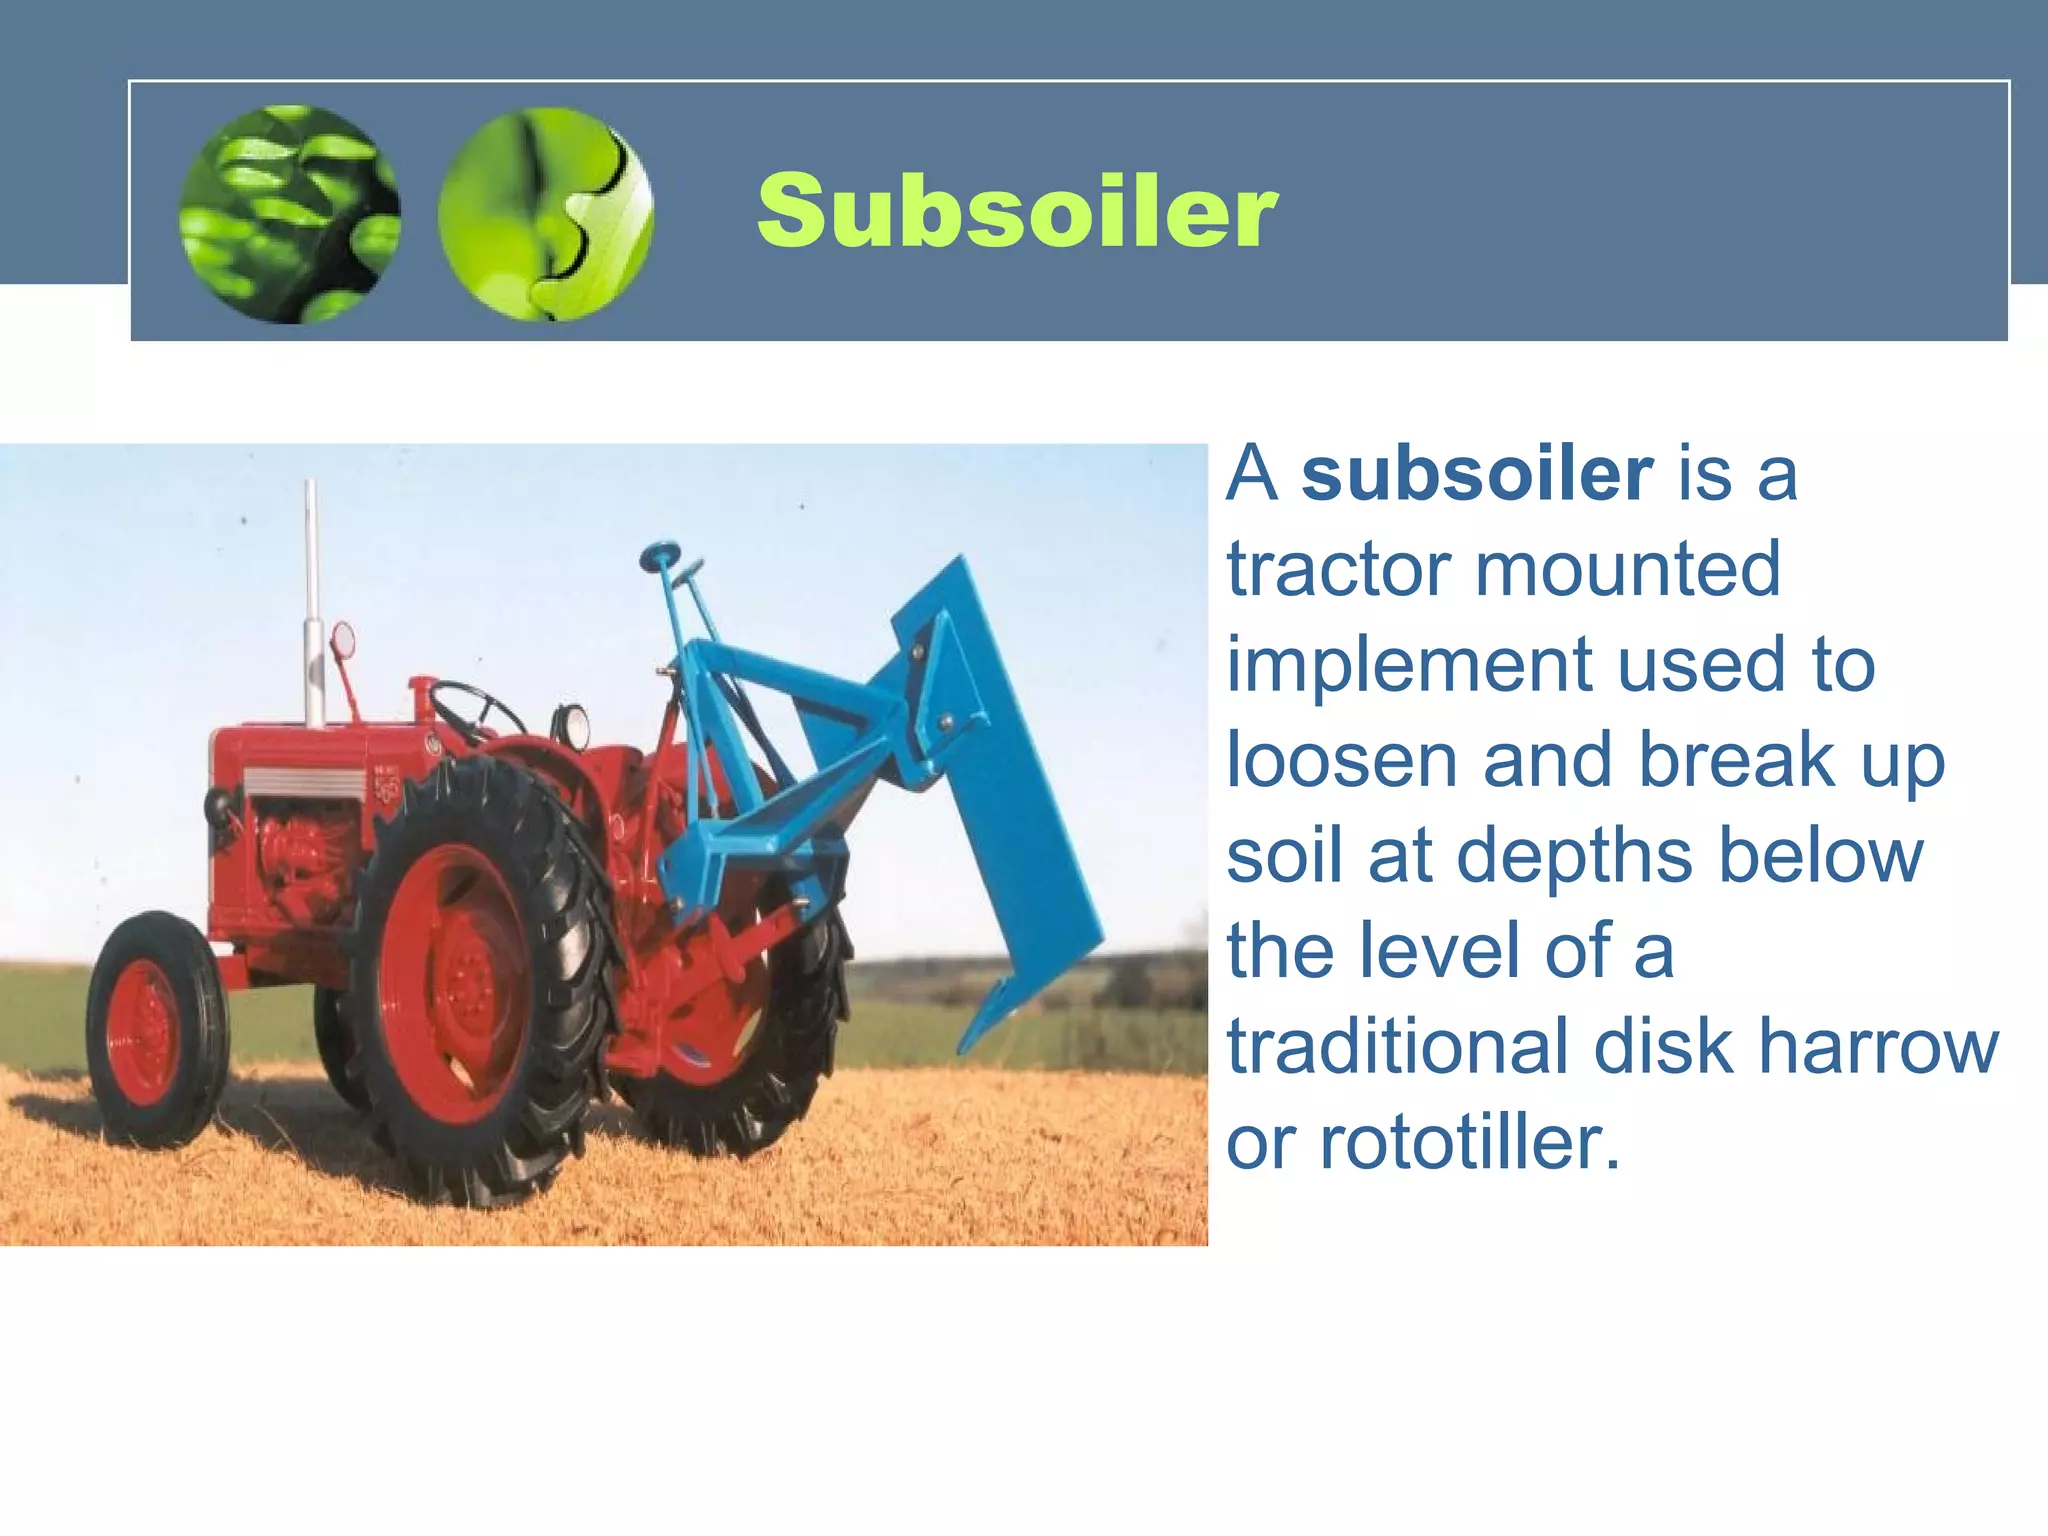 Subsoiler
A subsoiler is a
tractor mounted
implement used to
loosen and break up
soil at depths below
the level of a
traditional disk harrow
or rototiller.
565